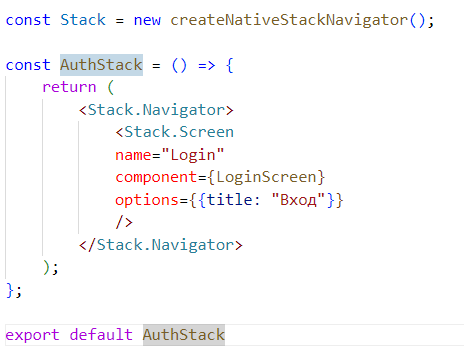 const Stack = new createNativeStackNavigator();
const AuthStack = () => {
return (
<Stack.Navigator>
<Stack.Screen
name="Login"
component={LoginScreen}
options={{title: "Вход"}}
/>
</Stack.Navigator>
);
};
export default AuthStack